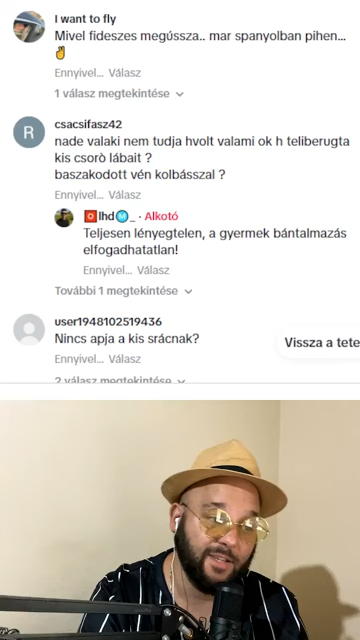 I want to fly
Mivel fideszes megússza.. mar spanyolban pihen...
✌
Ennyivel... Válasz
1 válasz megtekintése
R
csacsifasz42
nade valaki nem tudja hvolt valami ok h teliberugta
kis csorò lábait ?
baszakodott vén kolbásszal ?
Ennyivel... Válasz
🅾lhdⓂ_ · Alkotó
Teljesen lényegtelen, a gyermek bántalmazás
elfogadhatatlan!
Ennyivel... Válasz
További 1 megtekintése
user1948102519436
Nincs apja a kis srácnak?
Vissza a tete
Ennyivel... Válasz
2 válasz megtekintése